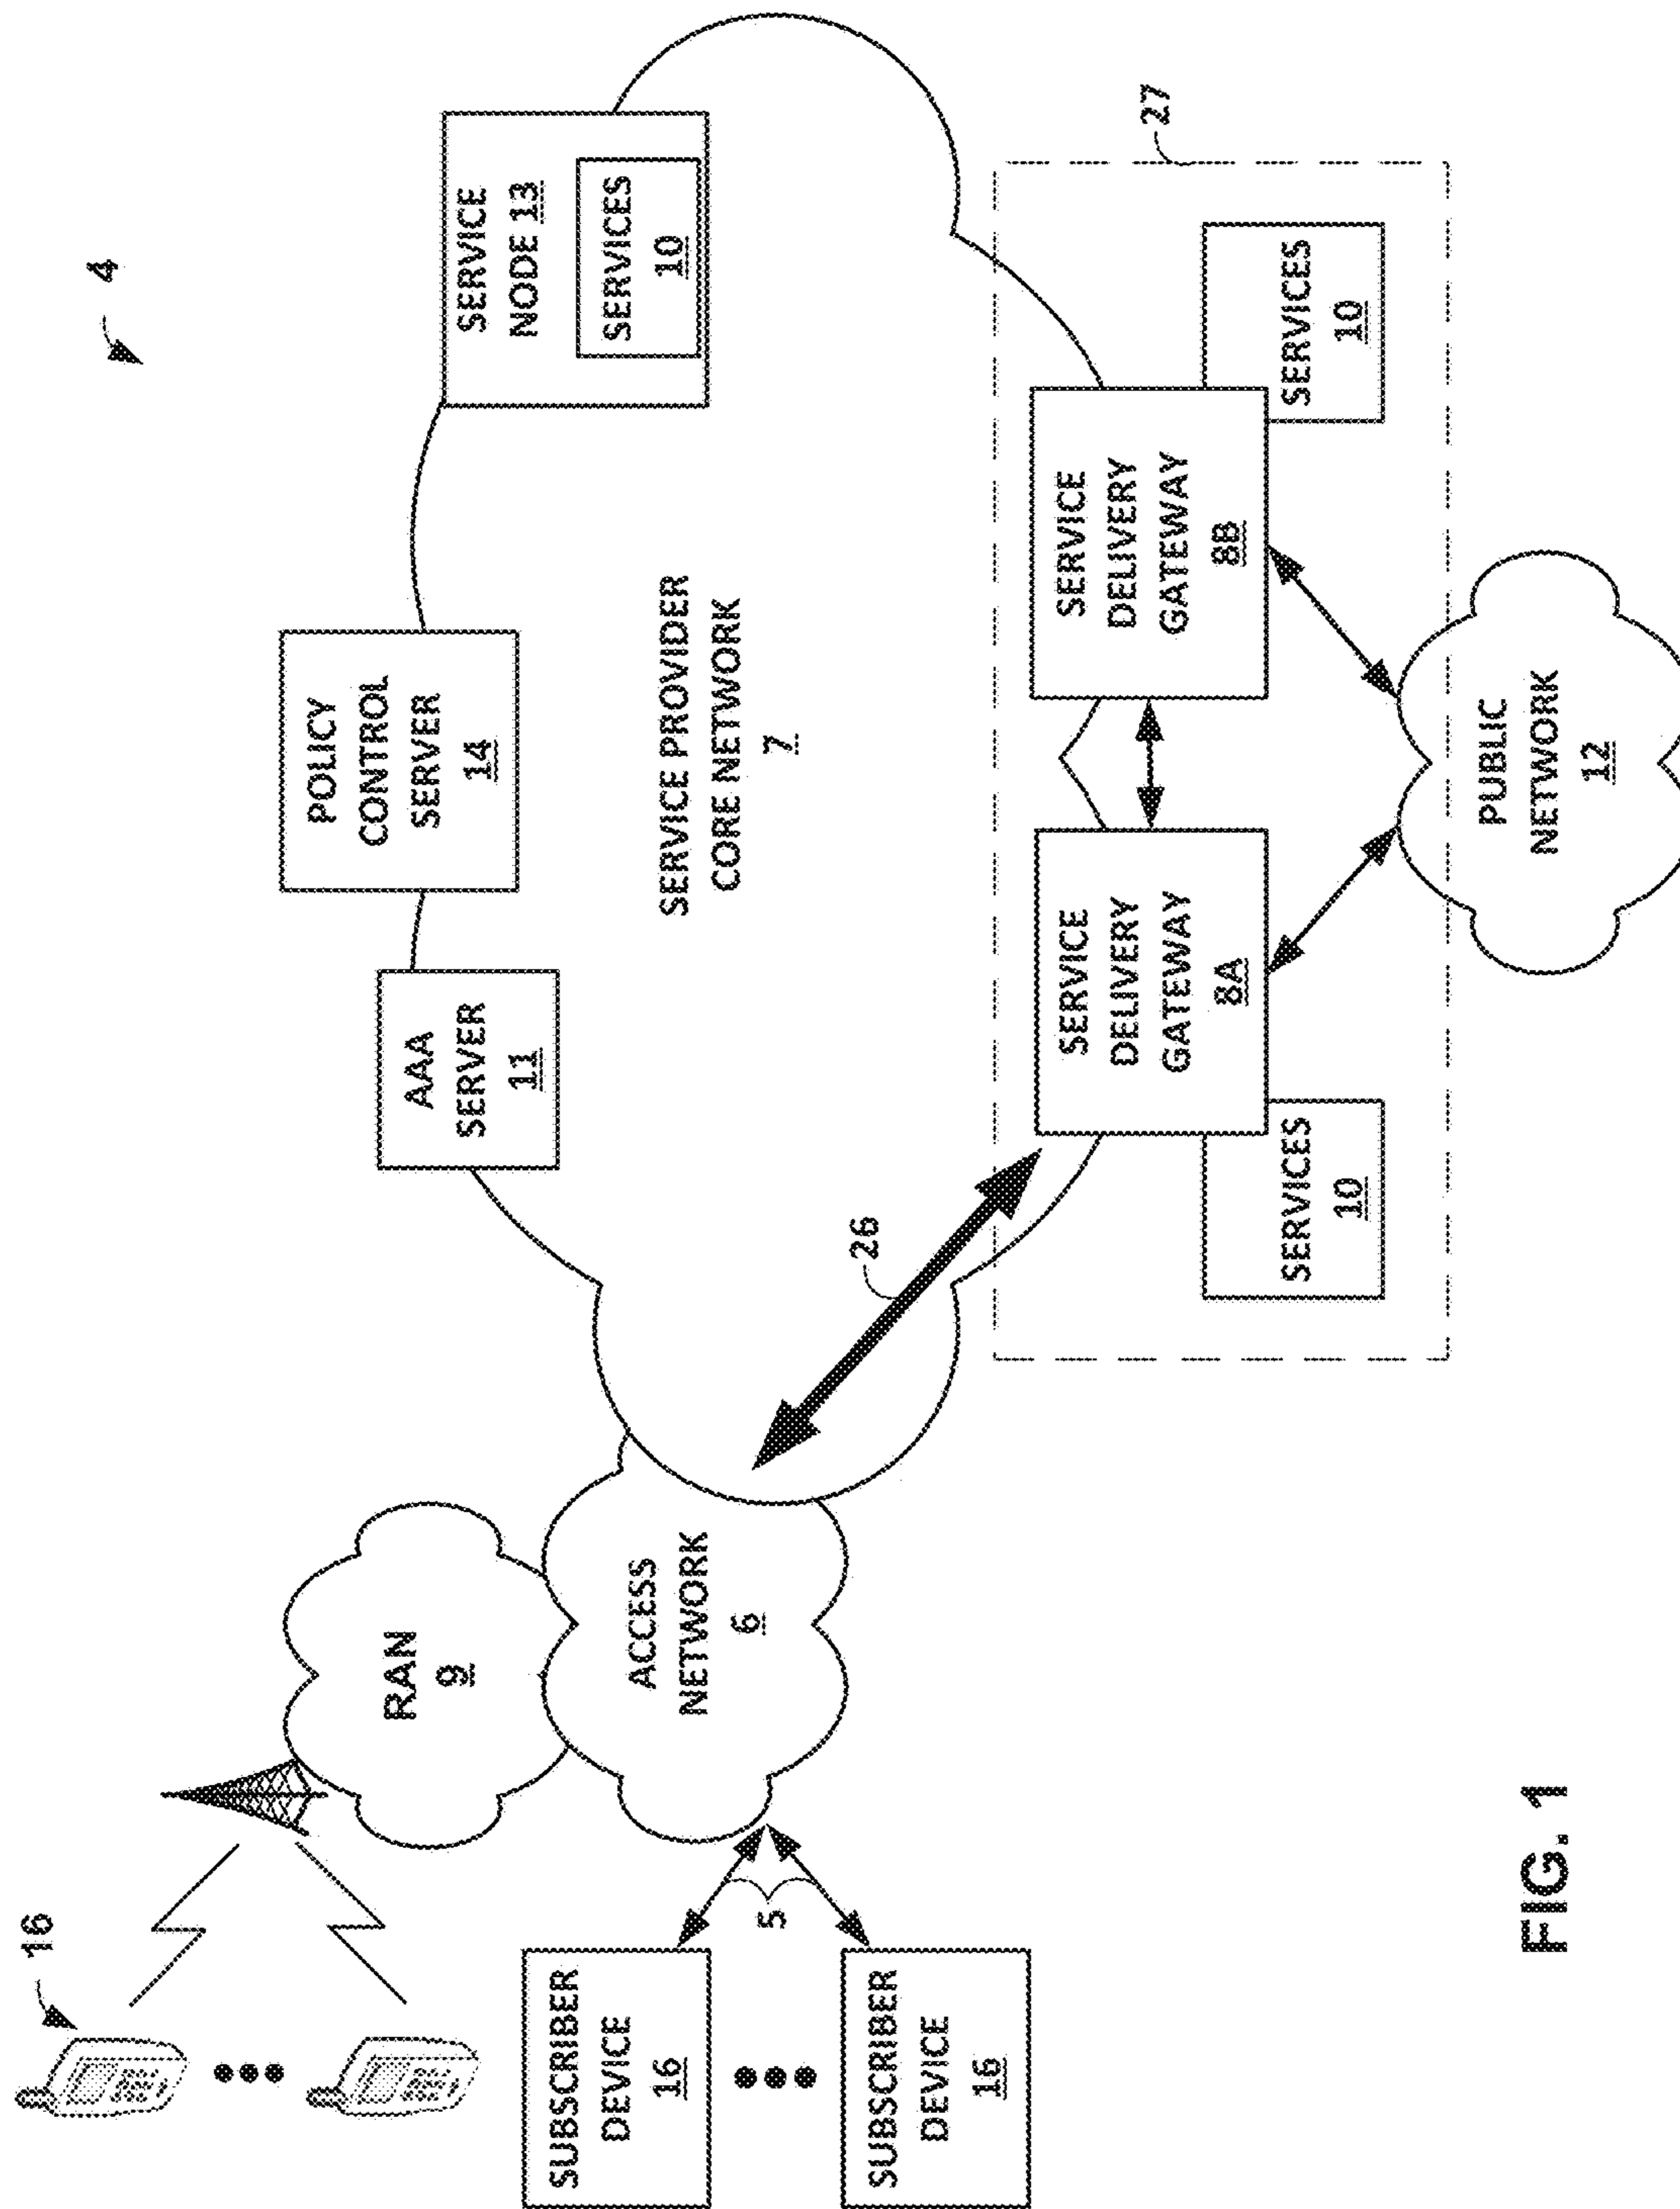 4
16
RAN
9
AAA
SERVER
11
POLICY
CONTROL
SERVER
14
SERVICE
NODE 13
SERVICES
10
SUBSCRIBER
DEVICE
16
5
SUBSCRIBER
DEVICE
16
ACCESS
NETWORK
6
SERVICE PROVIDER
CORE NETWORK
7
26
27
SERVICE
DELIVERY
GATEWAY
8A
SERVICE
DELIVERY
GATEWAY
8B
SERVICES
10
SERVICES
10
PUBLIC
NETWORK
12
FIG. 1